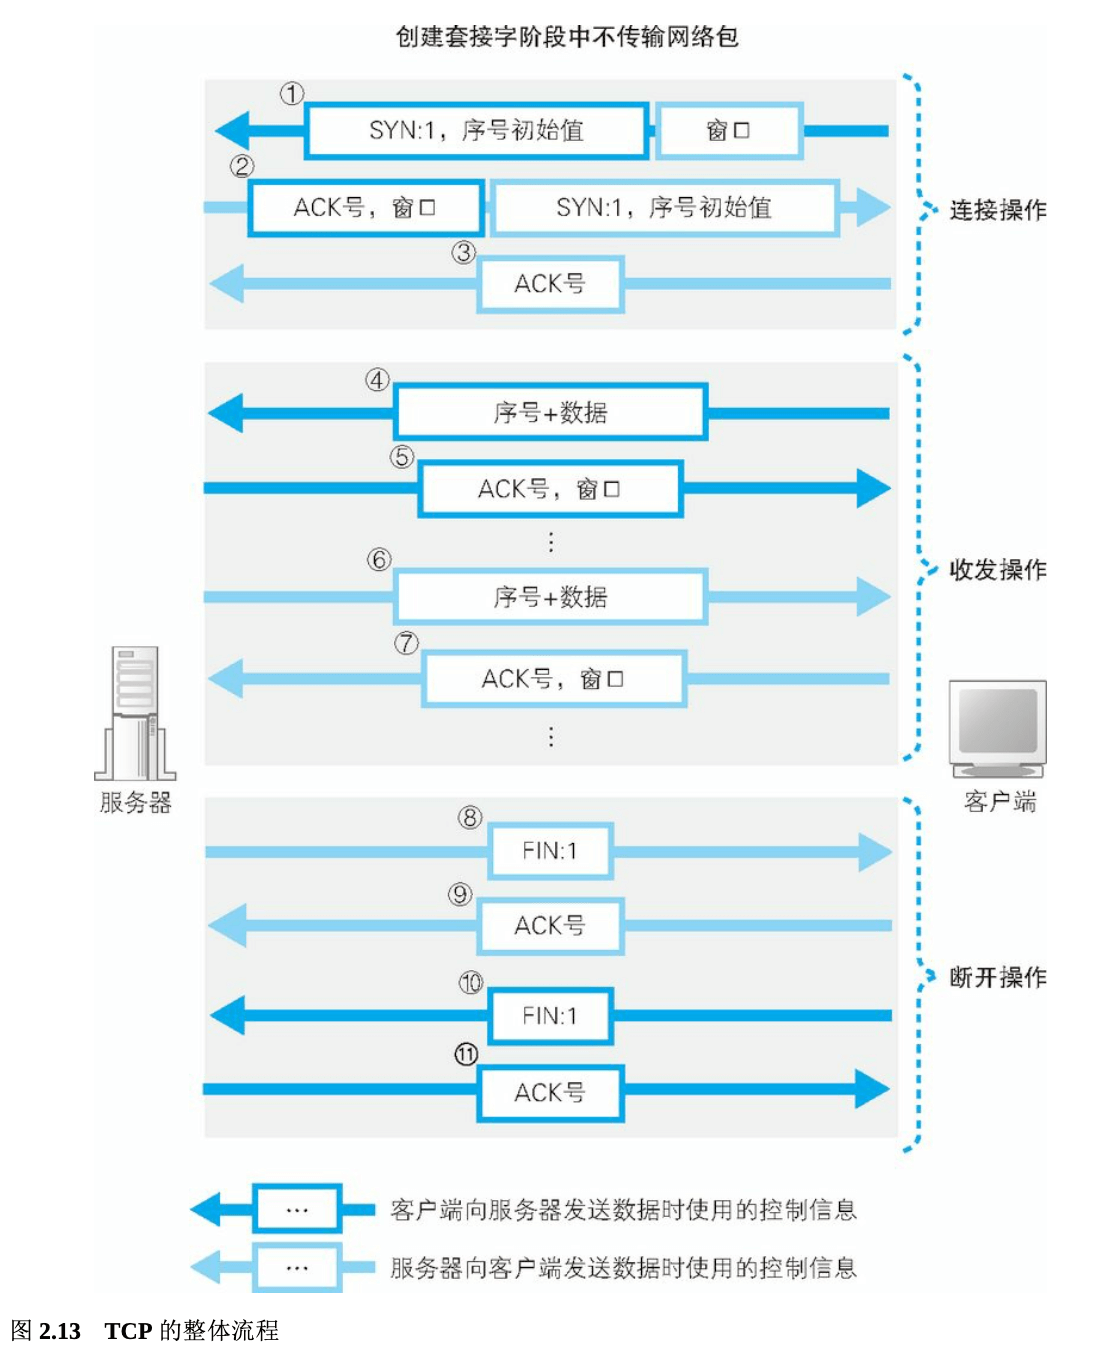 创建套接字阶段中不传输网络包
①
SYN:1，序号初始值
窗口
②
ACK号，窗口
SYN:1，序号初始值
③
ACK号
连接操作
④
序号+数据
⑤
ACK号，窗口
⋮
⑥
序号+数据
⑦
ACK号，窗口
⋮
收发操作
服务器
客户端
⑧
FIN:1
⑨
ACK号
⑩
FIN:1
⑪
ACK号
断开操作
… 客户端向服务器发送数据时使用的控制信息
… 服务器向客户端发送数据时使用的控制信息
图 2.13 TCP 的整体流程